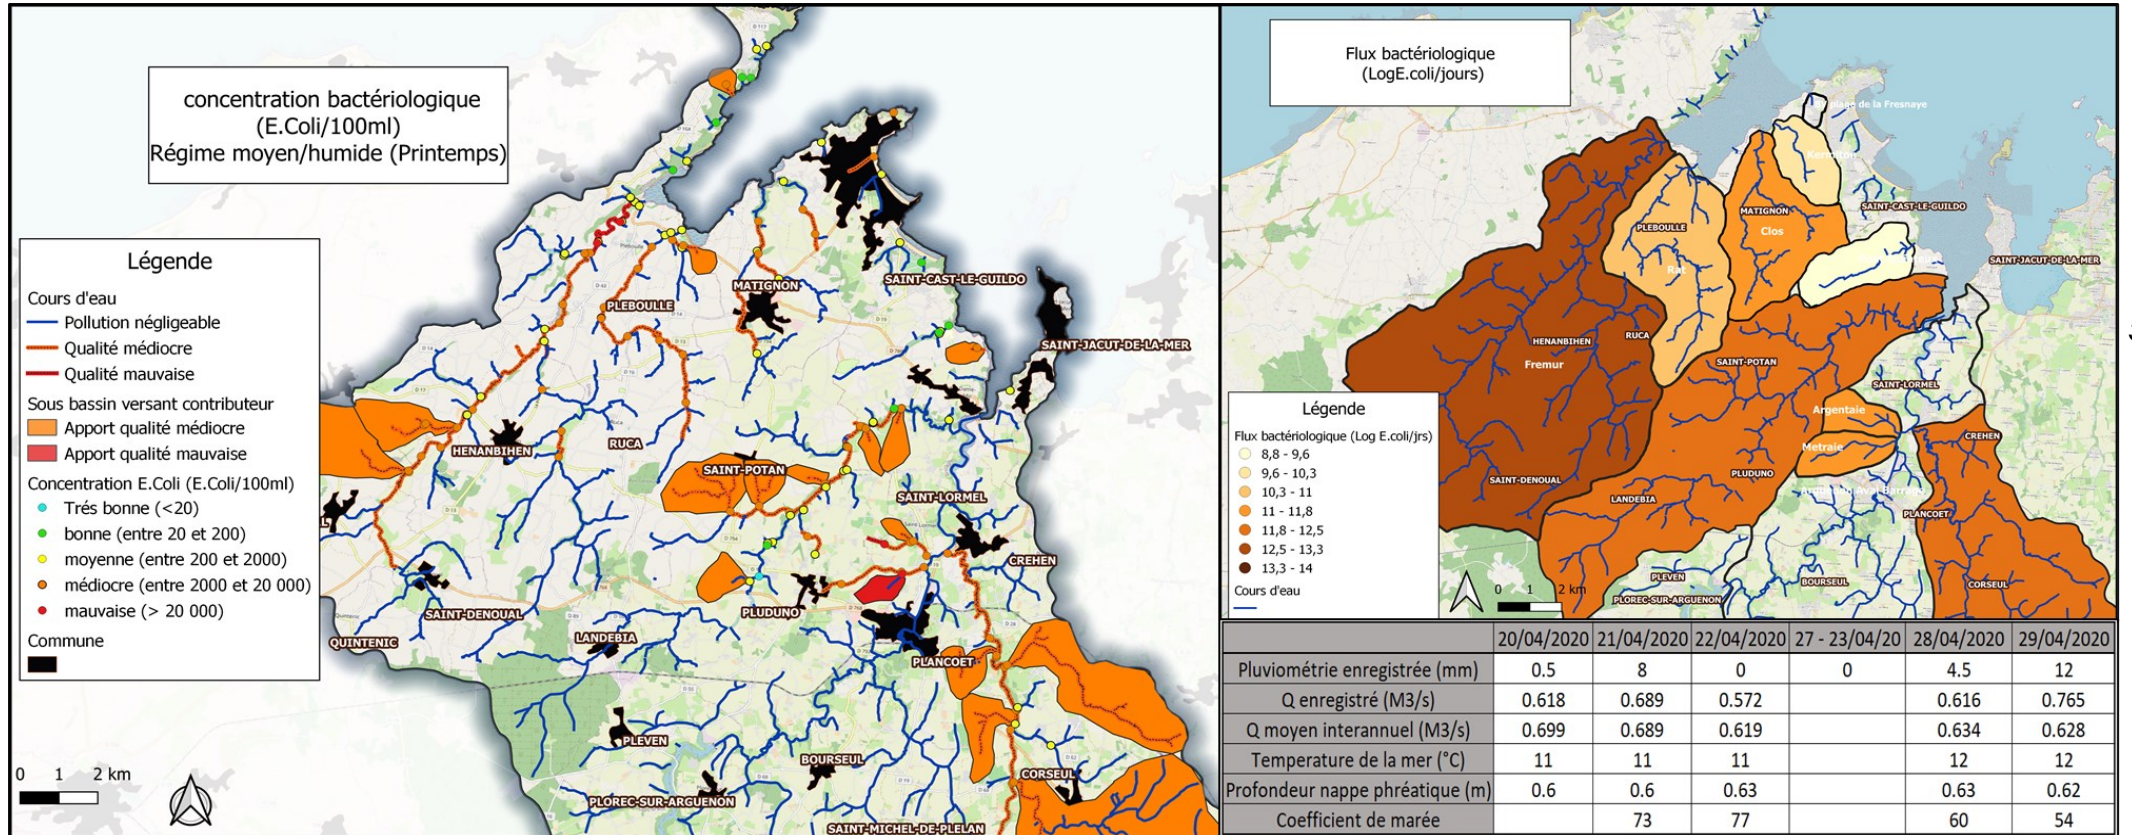 concentration bactériologique
(E.Coli/100ml)
Régime moyen/humide (Printemps)
Légende
Cours d'eau
Pollution négligeable
Qualité médiocre
Qualité mauvaise
Sous bassin versant contributeur
Apport qualité médiocre
Apport qualité mauvaise
Concentration E.Coli (E.Coli/100ml)
Trés bonne (<20)
bonne (entre 20 et 200)
moyenne (entre 200 et 2000)
médiocre (entre 2000 et 20 000)
mauvaise (> 20 000)
Commune
0 1 2 km
MATIGNON
SAINT-CAST-LE-GUILDO
PLEBOULLE
SAINT-JACUT-DE-LA-MER
HENANBIHEN
RUCA
SAINT-POTAN
SAINT-LORMEL
CREHEN
SAINT-DENOUAL
PLUDUNO
QUINTENIC
LANDEBIA
PLANCOET
PLEVEN
BOURSEUL
CORSEUL
PLOREC-SUR-ARGUENON
SAINT-MICHEL-DE-PLELAN
Flux bactériologique
(LogE.coli/jours)
plage de la Fresnaye
SAINT-CAST-LE-GUILDO
MATIGNON
Clos
PLEBOULLE
Rat
SAINT-JACUT-DE-LA-MER
HENANBIHEN
RUCA
Fremur
SAINT-POTAN
SAINT-LORMEL
Argentaie
Metraie
CREHEN
PLUDUNO
SAINT-DENOUAL
LANDEBIA
PLANCOET
PLEVEN
BOURSEUL
CORSEUL
PLOREC-SUR-ARGUENON
Légende
Flux bactériologique (Log E.coli/jrs)
8,8 - 9,6
9,6 - 10,3
10,3 - 11
11 - 11,8
11,8 - 12,5
12,5 - 13,3
13,3 - 14
Cours d'eau
0 1 2 km
20/04/2020 21/04/2020 22/04/2020 27 - 23/04/20 28/04/2020 29/04/2020
Pluviométrie enregistrée (mm) 0.5 8 0 0 4.5 12
Q enregistré (M3/s) 0.618 0.689 0.572 0.616 0.765
Q moyen interannuel (M3/s) 0.699 0.689 0.619 0.634 0.628
Temperature de la mer (°C) 11 11 11 12 12
Profondeur nappe phréatique (m) 0.6 0.6 0.63 0.63 0.62
Coefficient de marée 73 77 60 54